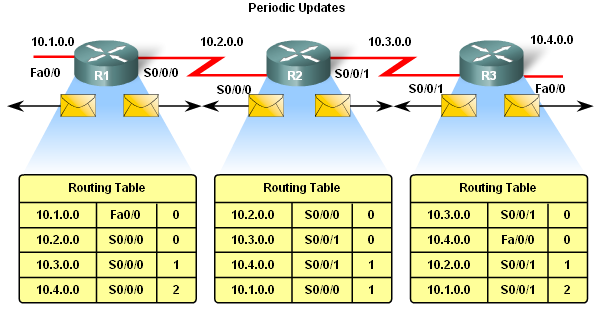 Periodic Updates
10.1.0.0 10.2.0.0 10.3.0.0 10.4.0.0
Fa0/0 R1 S0/0/0 S0/0/0 R2 S0/0/1 S0/0/1 R3 Fa0/0
Routing Table
10.1.0.0 Fa0/0 0
10.2.0.0 S0/0/0 0
10.3.0.0 S0/0/0 1
10.4.0.0 S0/0/0 2
Routing Table
10.2.0.0 S0/0/0 0
10.3.0.0 S0/0/1 0
10.4.0.0 S0/0/1 1
10.1.0.0 S0/0/0 1
Routing Table
10.3.0.0 S0/0/1 0
10.4.0.0 Fa0/0 0
10.2.0.0 S0/0/1 1
10.1.0.0 S0/0/1 2